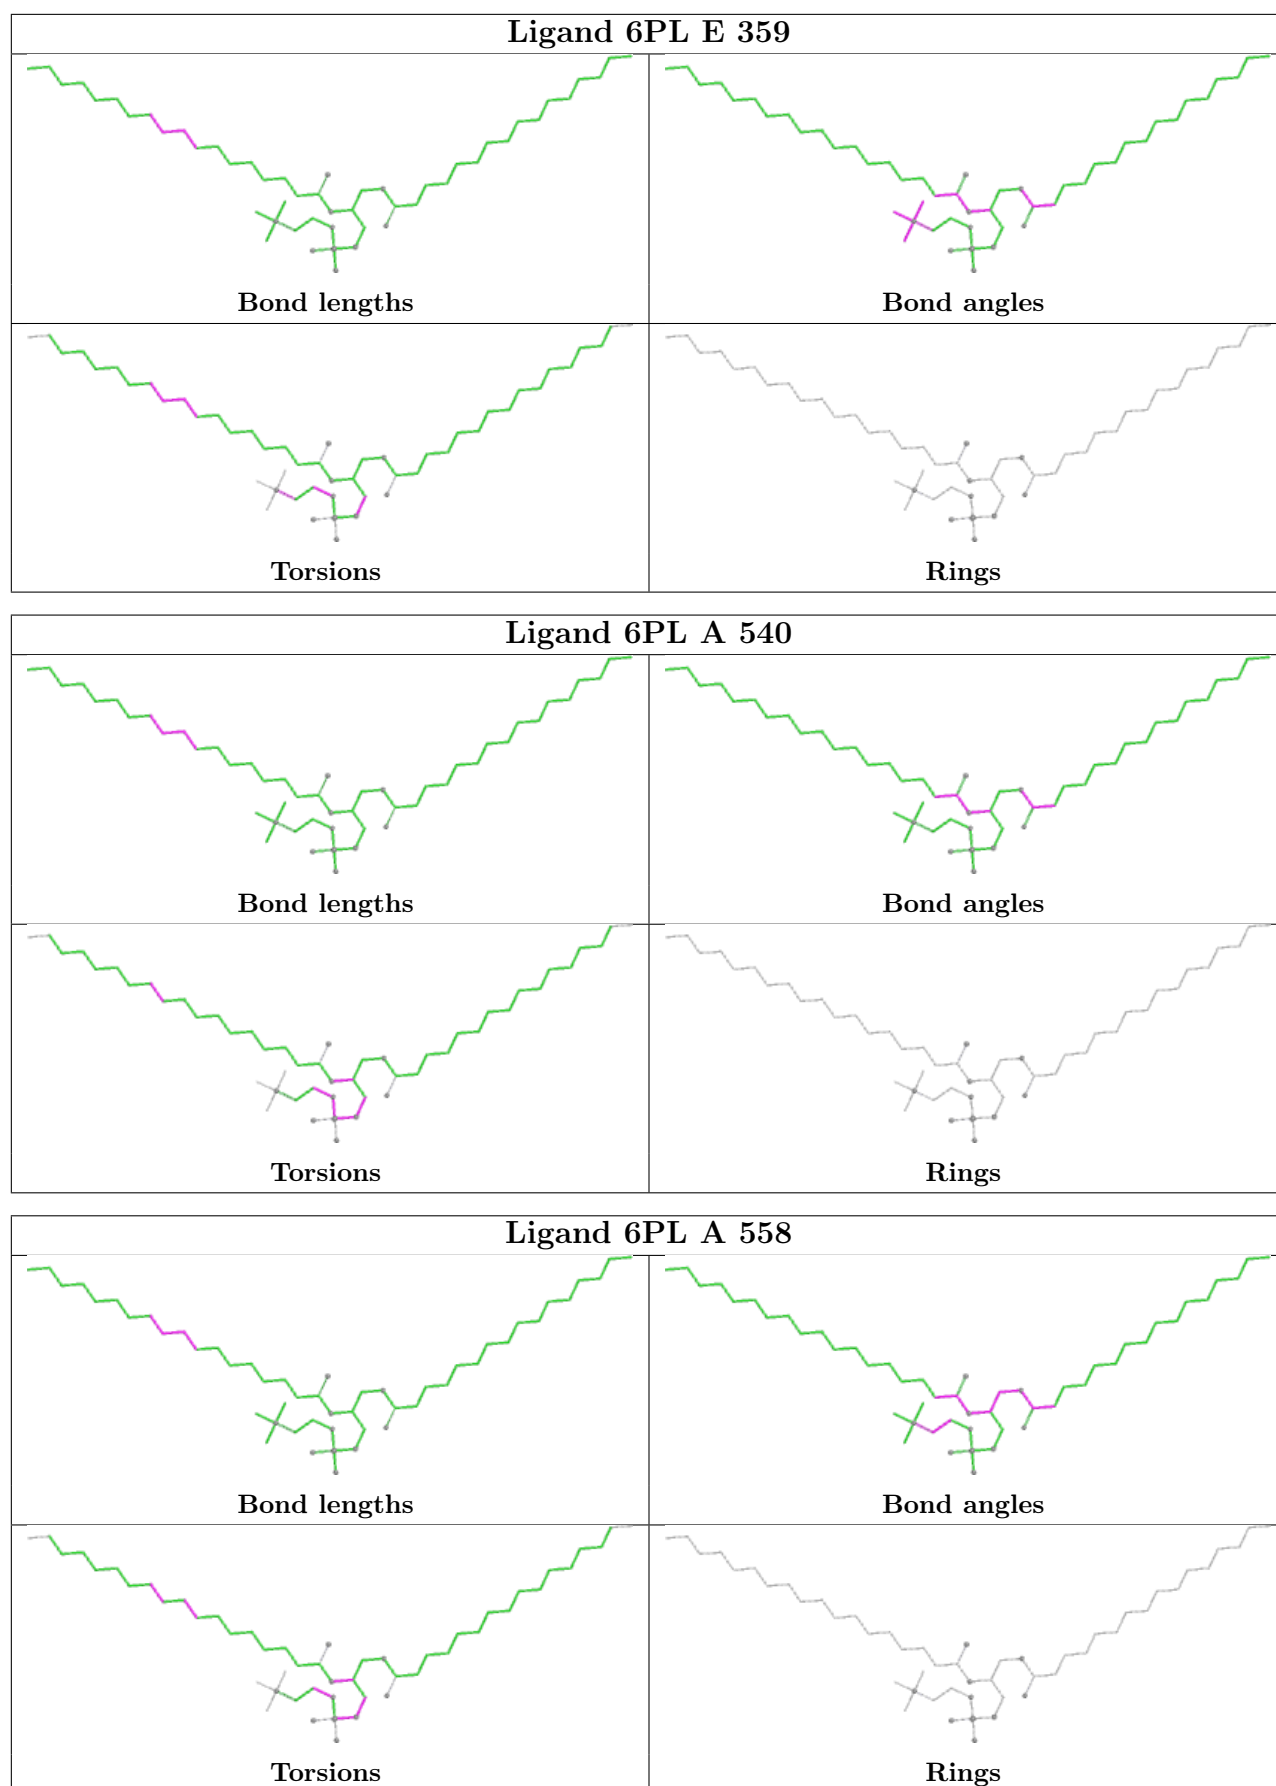 Ligand 6PL E 359
Bond lengths
Bond angles
Torsions
Rings
Ligand 6PL A 540
Bond lengths
Bond angles
Torsions
Rings
Ligand 6PL A 558
Bond lengths
Bond angles
Torsions
Rings